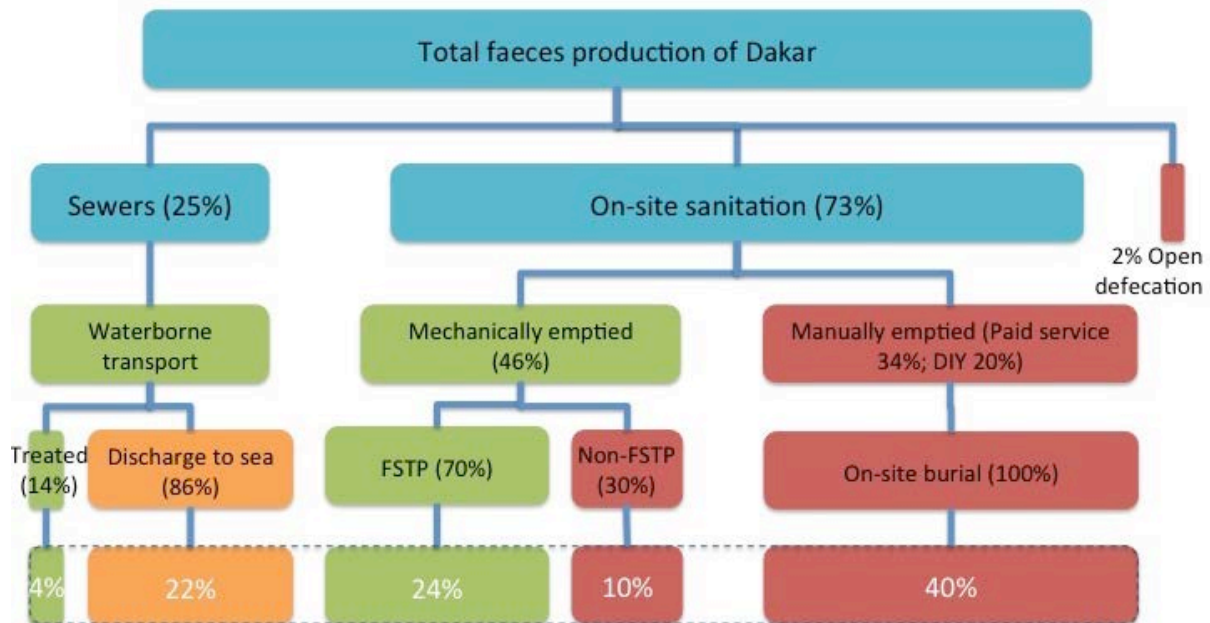 Total faeces production of Dakar
Sewers (25%)
On-site sanitation (73%)
2% Open
defecation
Waterborne
transport
Mechanically emptied
(46%)
Manually emptied (Paid service
34%; DIY 20%)
Treated
(14%)
Discharge to sea
(86%)
FSTP (70%)
Non-FSTP
(30%)
On-site burial (100%)
4%
22%
24%
10%
40%